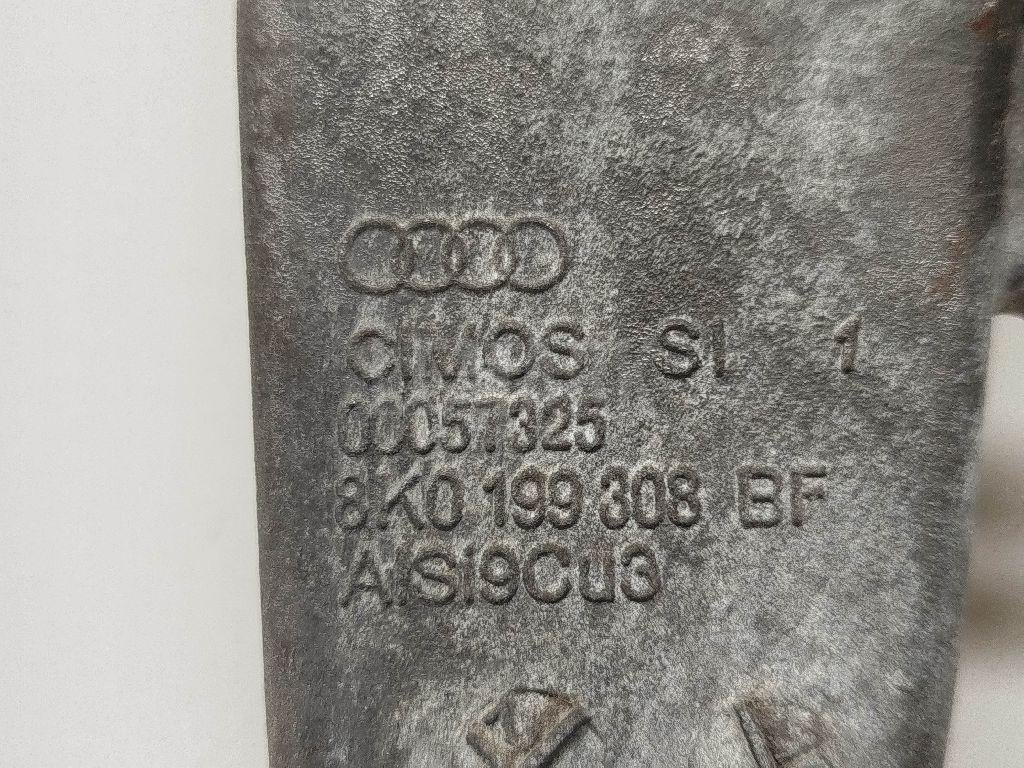 CIMOS SI. 1
00057325
8K0 199 308 BF
AlSi9Cu3